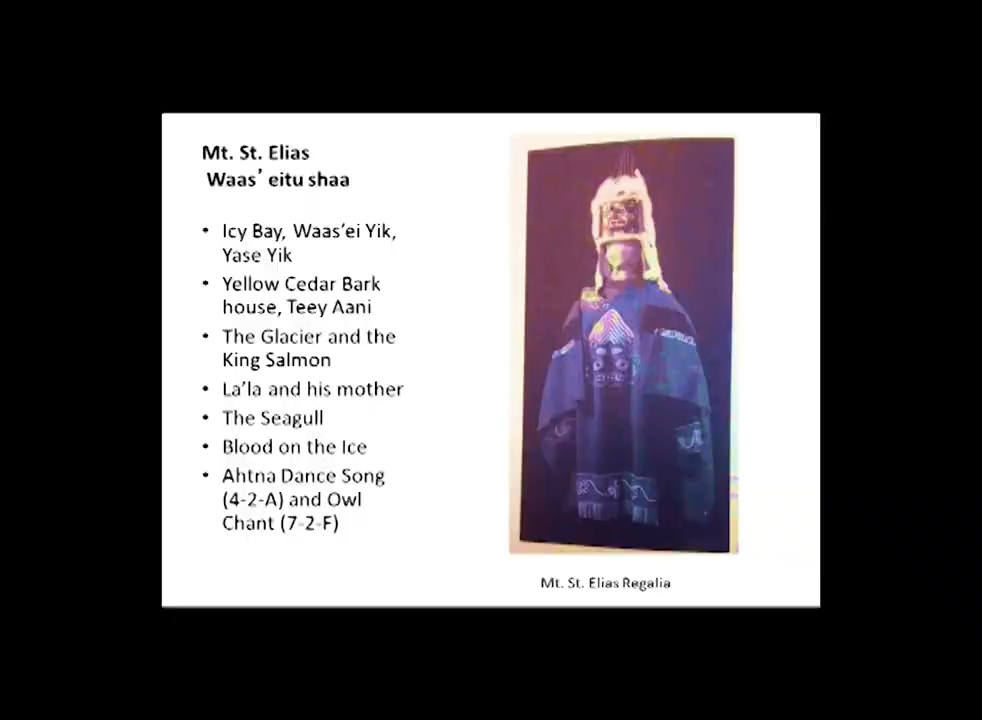 Mt. St. Elias
Waas’ eitu shaa
• Icy Bay, Waas’ei Yik,
Yase Yik
• Yellow Cedar Bark
house, Teey Aani
• The Glacier and the
King Salmon
• La’la and his mother
• The Seagull
• Blood on the Ice
• Ahtna Dance Song
(4-2-A) and Owl
Chant (7-2-F)
Mt. St. Elias Regalia